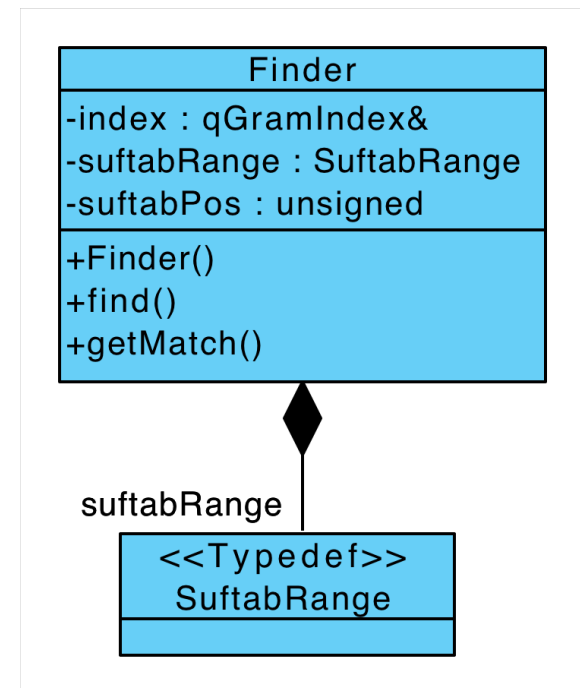 Finder
-index : qGramIndex&
-suftabRange : SuftabRange
-suftabPos : unsigned
+Finder()
+find()
+getMatch()
suftabRange
<<Typedef>>
SuftabRange